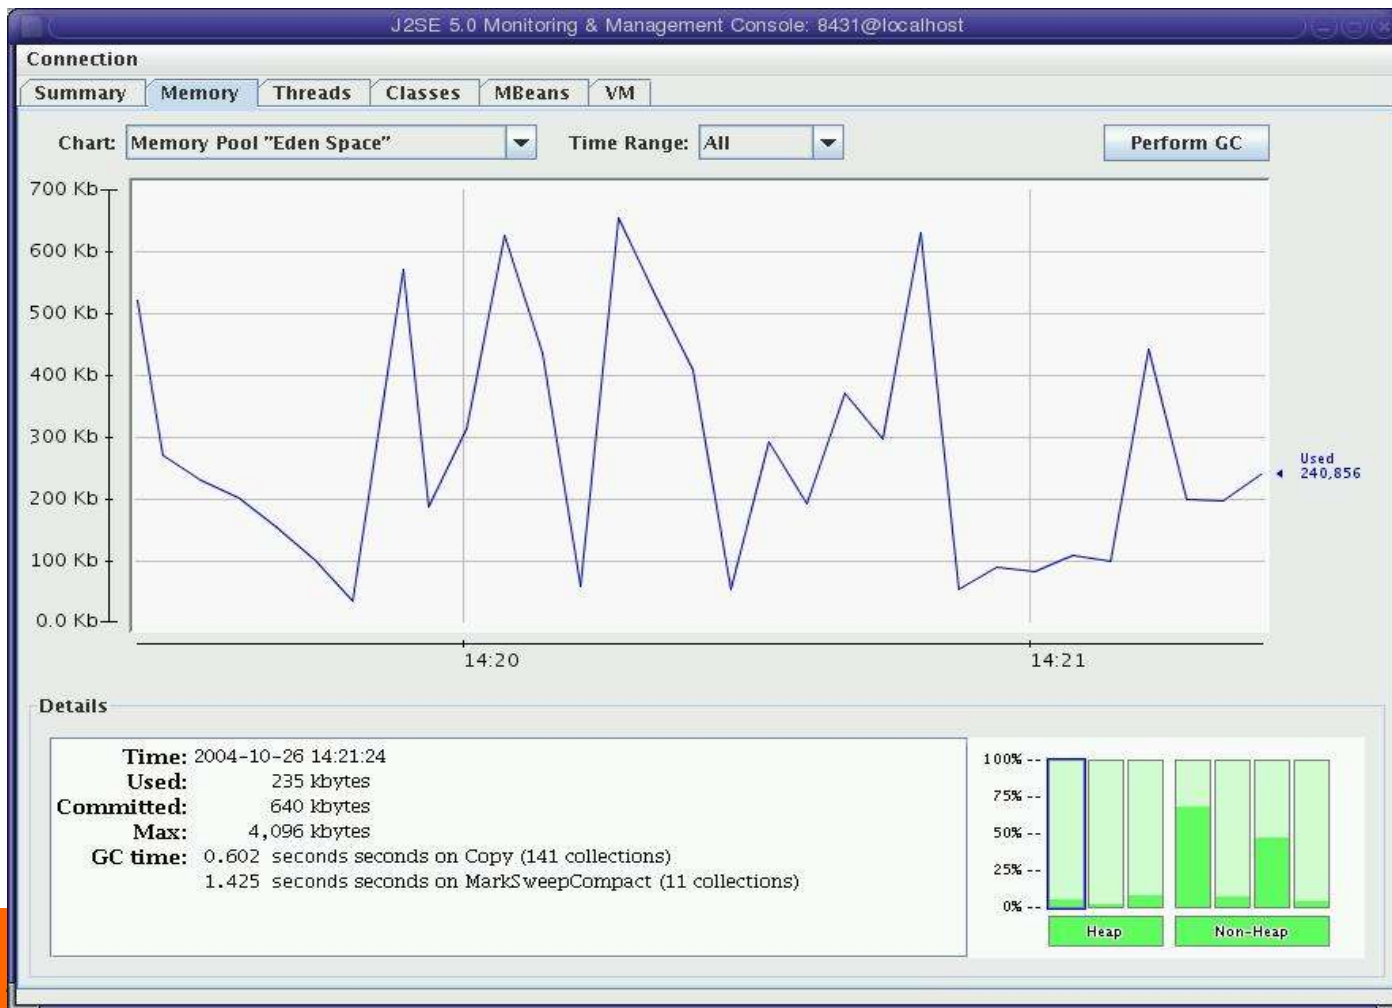 J2SE 5.0 Monitoring & Management Console: 8431@localhost
Connection
Summary Memory Threads Classes MBeans VM
Chart: Memory Pool "Eden Space" Time Range: All Perform GC
700 Kb
600 Kb
500 Kb
400 Kb
300 Kb
200 Kb
100 Kb
0.0 Kb
Used
240,856
14:20 14:21
Details
Time: 2004-10-26 14:21:24
Used: 235 kbytes
Committed: 640 kbytes
Max: 4,096 kbytes
GC time: 0.602 seconds seconds on Copy (141 collections)
1.425 seconds seconds on MarkSweepCompact (11 collections)
100% --
75% --
50% --
25% --
0% --
Heap Non-Heap